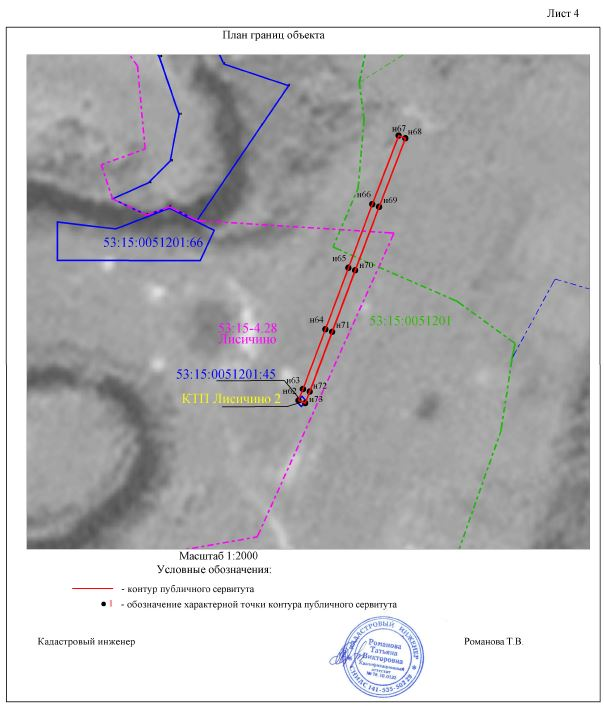 Лист 4
План границ объекта
н67
н68
н66
н69
53:15:0051201:66
н65
н70
53:15-4.28
Лисичино
н64
н71
53:15:0051201
53:15:0051201:45
н63
н72
КТП Лисичино 2
н62
н73
Масштаб 1:2000
Условные обозначения:
- контур публичного сервитута
1 - обозначение характерной точки контура публичного сервитута
Кадастровый инженер
КАДАСТРОВЫЙ ИНЖЕНЕР
Романова
Татьяна
Викторовна
Романова Т.В.